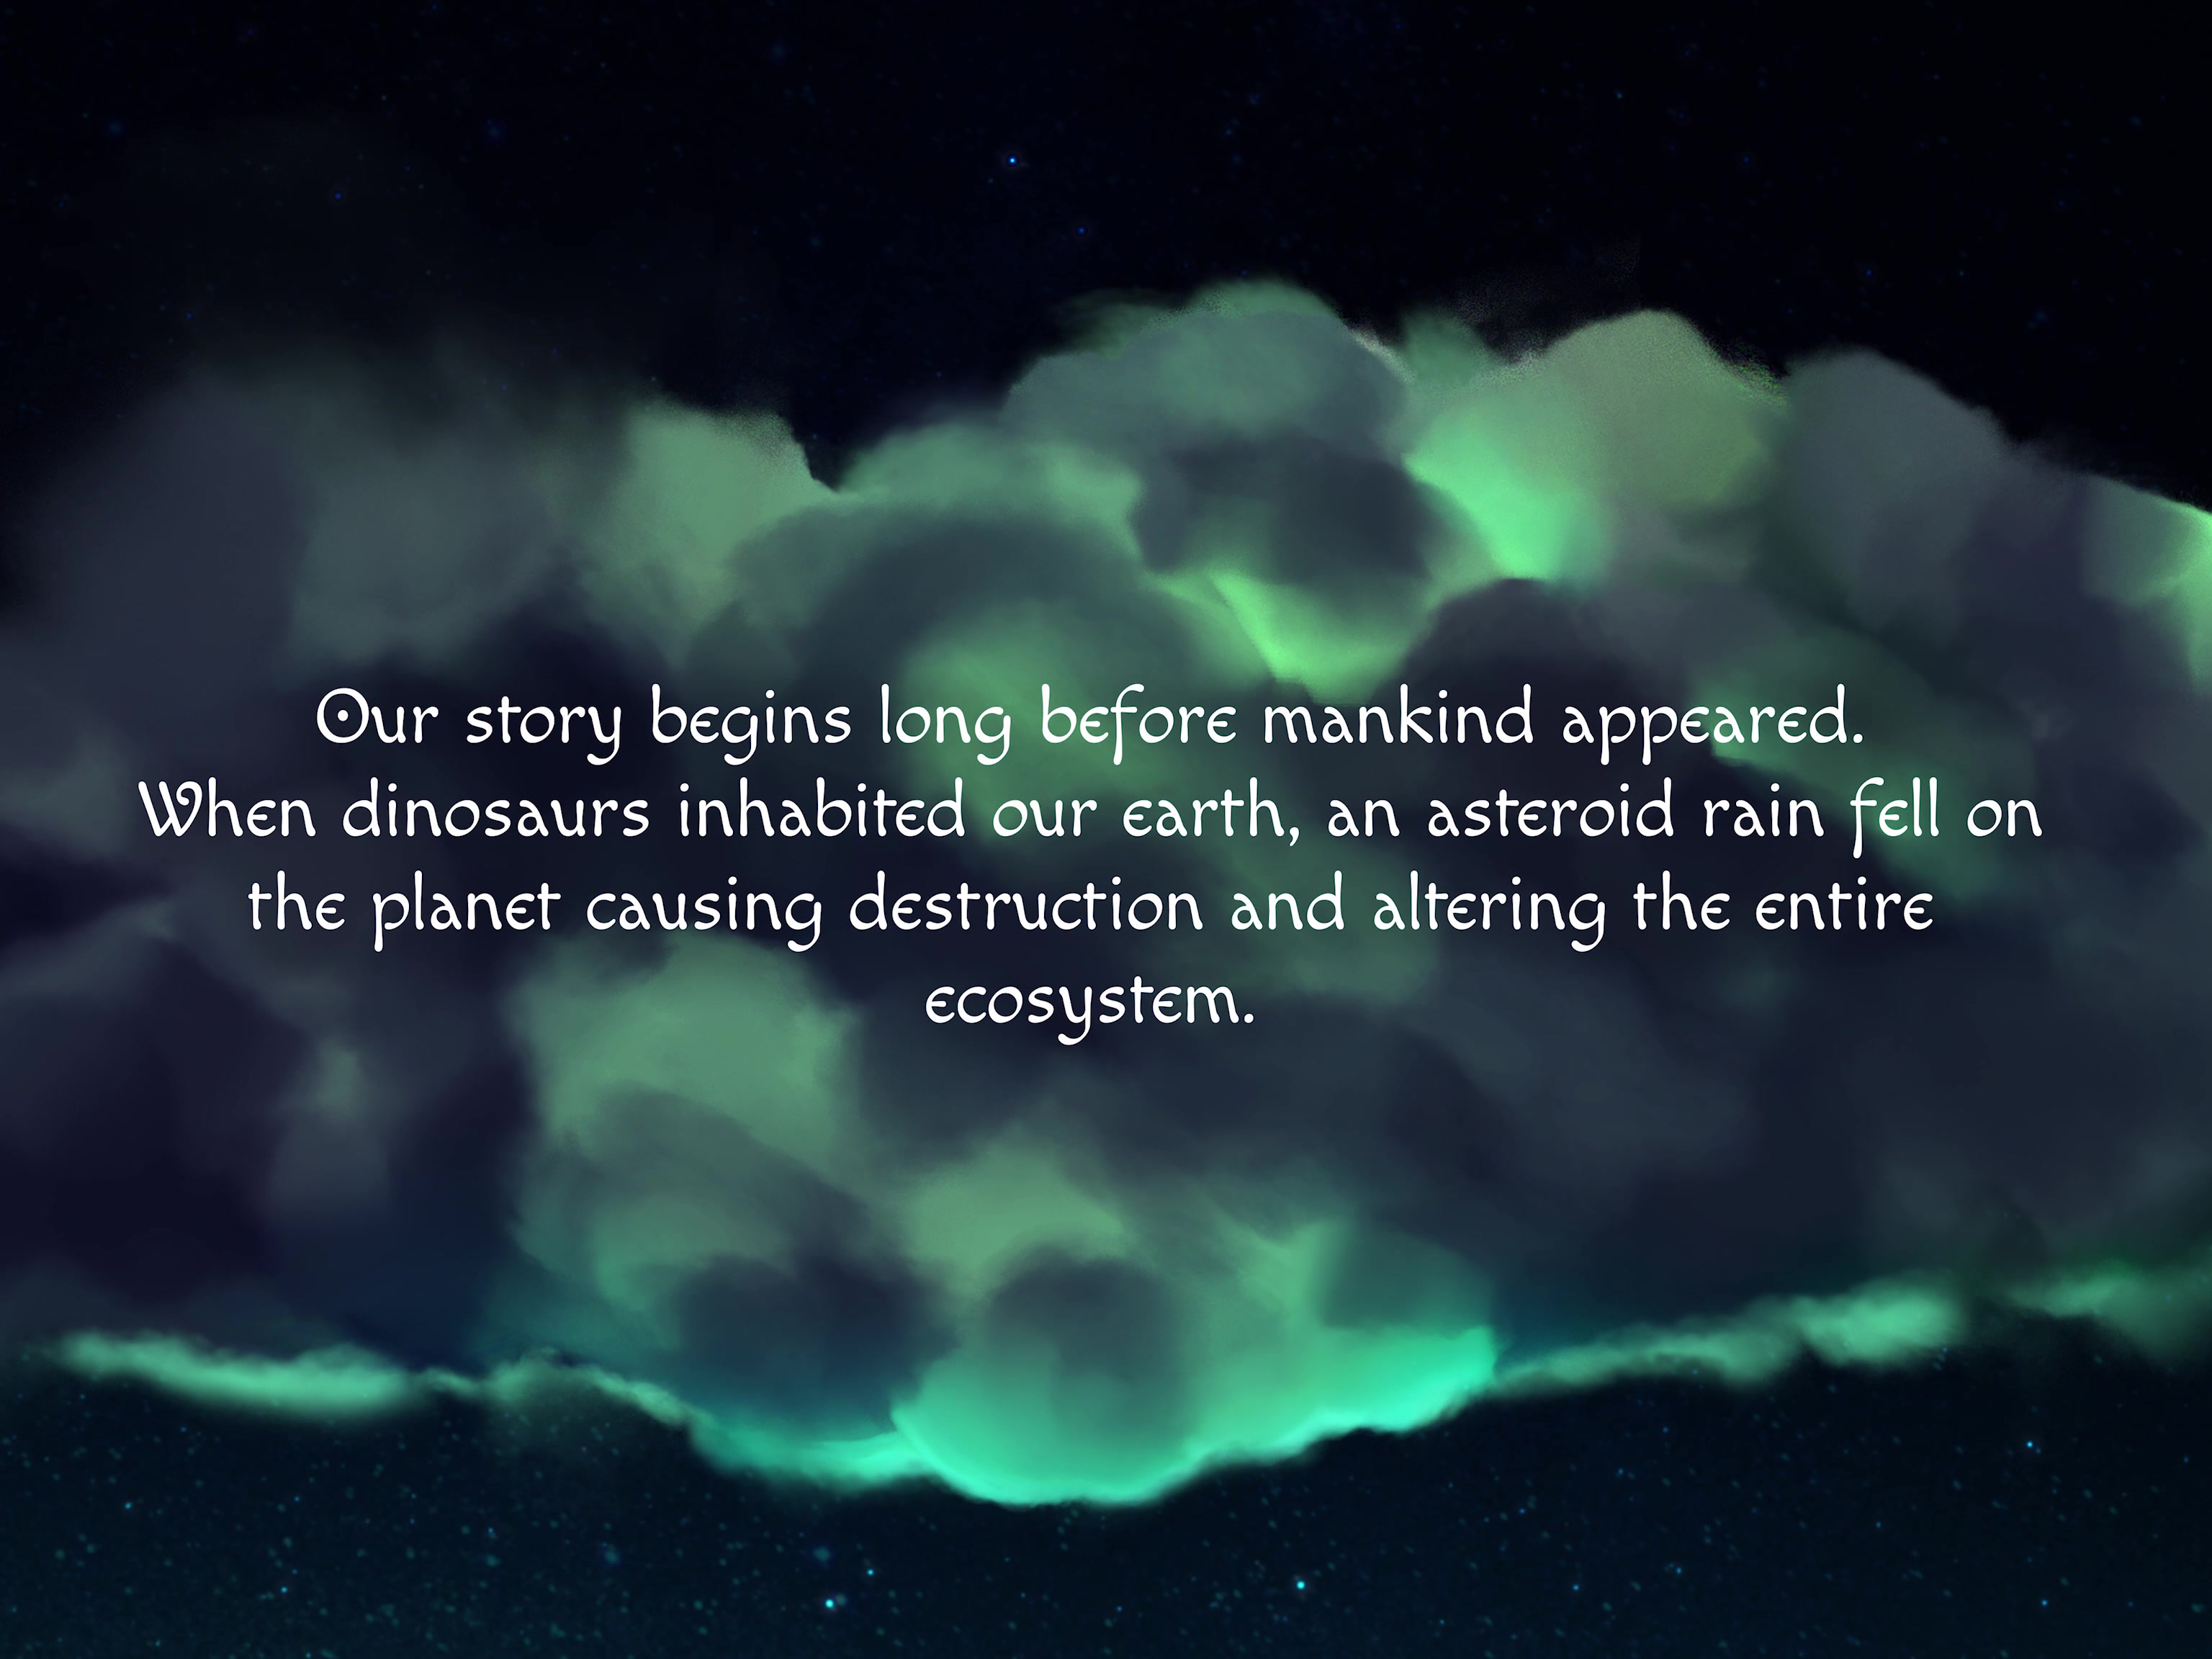 Our story begins long before mankind appeared.
When dinosaurs inhabited our earth, an asteroid rain fell on
the planet causing destruction and altering the entire
ecosystem.